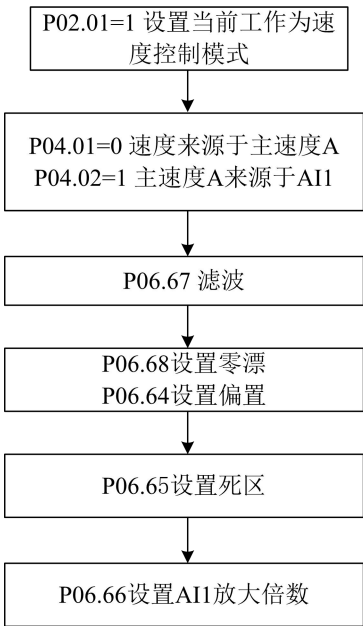 P02.01=1 设置当前工作为速
度控制模式
P04.01=0 速度来源于主速度A
P04.02=1 主速度A来源于AI1
P06.67 滤波
P06.68设置零漂
P06.64设置偏置
P06.65设置死区
P06.66设置AI1放大倍数